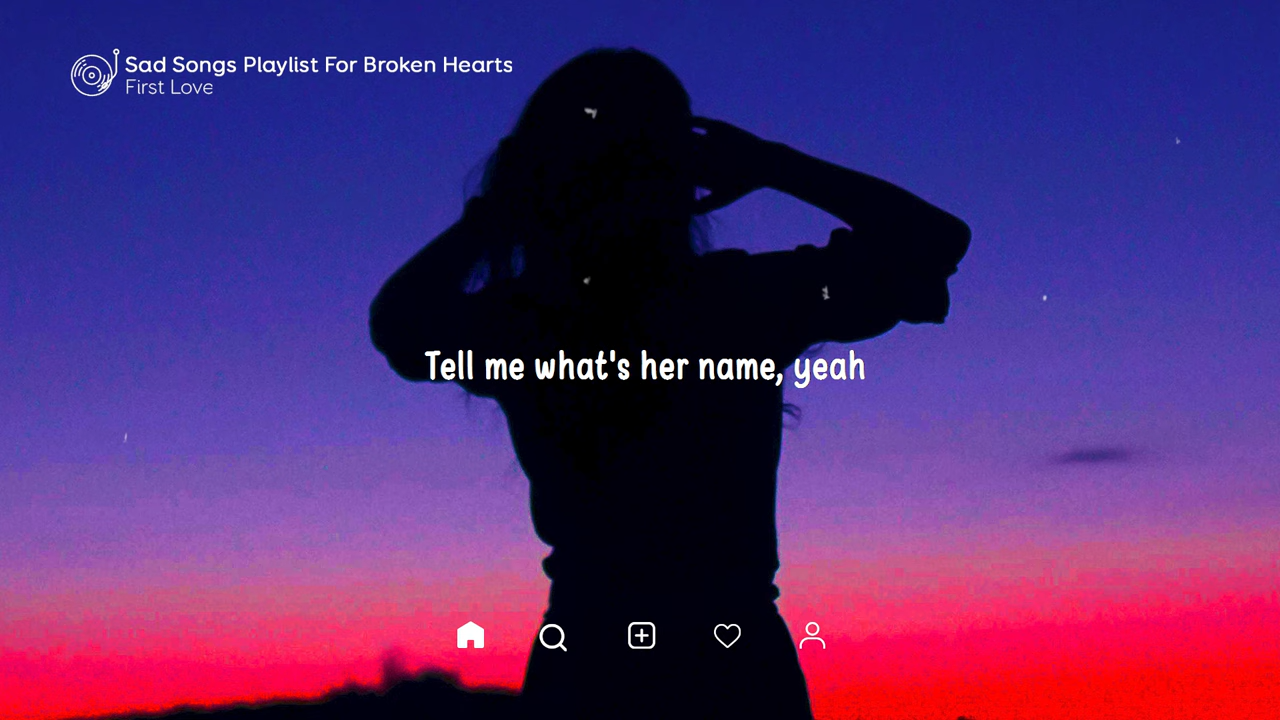 Sad Songs Playlist For Broken Hearts
First Love
Tell me what's her name, yeah